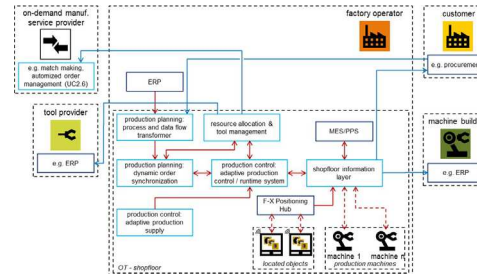 on-demand manuf.
service provider
e.g. match making,
automized order
management (UC2.6)
tool provider
e.g. ERP
factory operator
ERP
production planning:
process and data flow
transformer
resource allocation &
tool management
MES/PPS
production planning:
dynamic order
synchronization
production control:
adaptive production
control / runtime system
shopfloor information
layer
production control:
adaptive production
supply
F-X Positioning
Hub
located objects
machine 1
machine n
production machines
OT - shopfloor
customer
e.g. procuremen
machine build
e.g. ERP